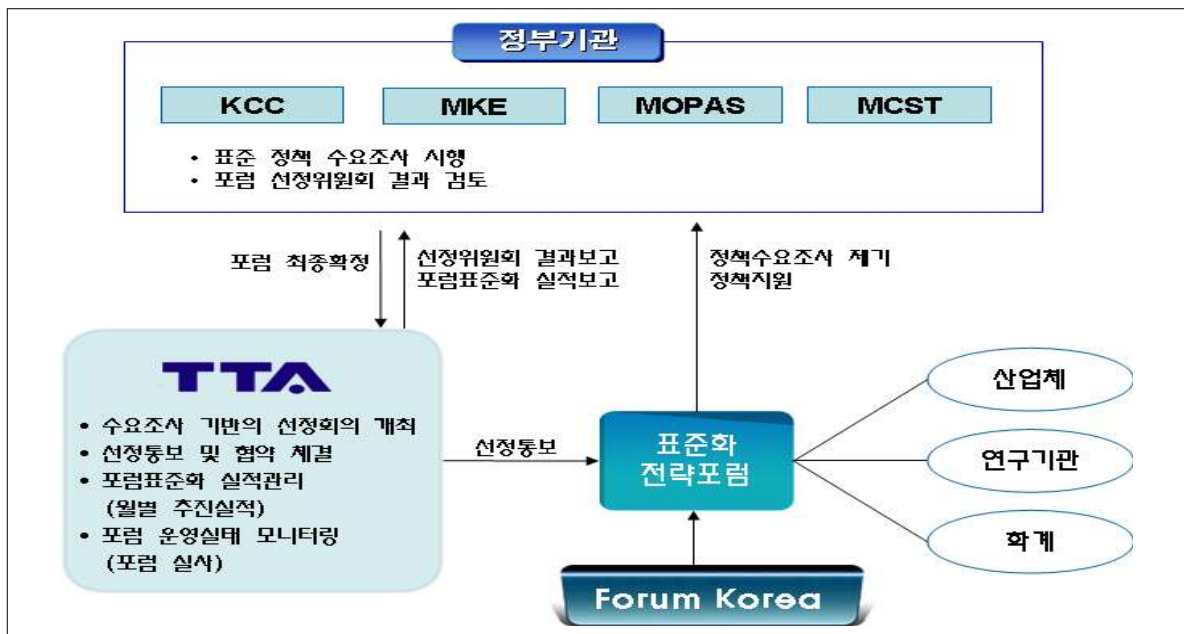 정부기관
KCC
MKE
MOPAS
MCST
• 표준 정책 수요조사 시행
• 포럼 선정위원회 결과 검토
포럼 최종확정
선정위원회 결과보고
포럼표준화 실적보고
정책수요조사 제기
정책지원
TTA
• 수요조사 기반의 선정회의 개최
• 선정통보 및 협약 체결
• 포럼표준화 실적관리
(월별 추진실적)
• 포럼 운영실태 모니터링
(포럼 실사)
선정통보
표준화
전략포럼
산업체
연구기관
학계
Forum Korea